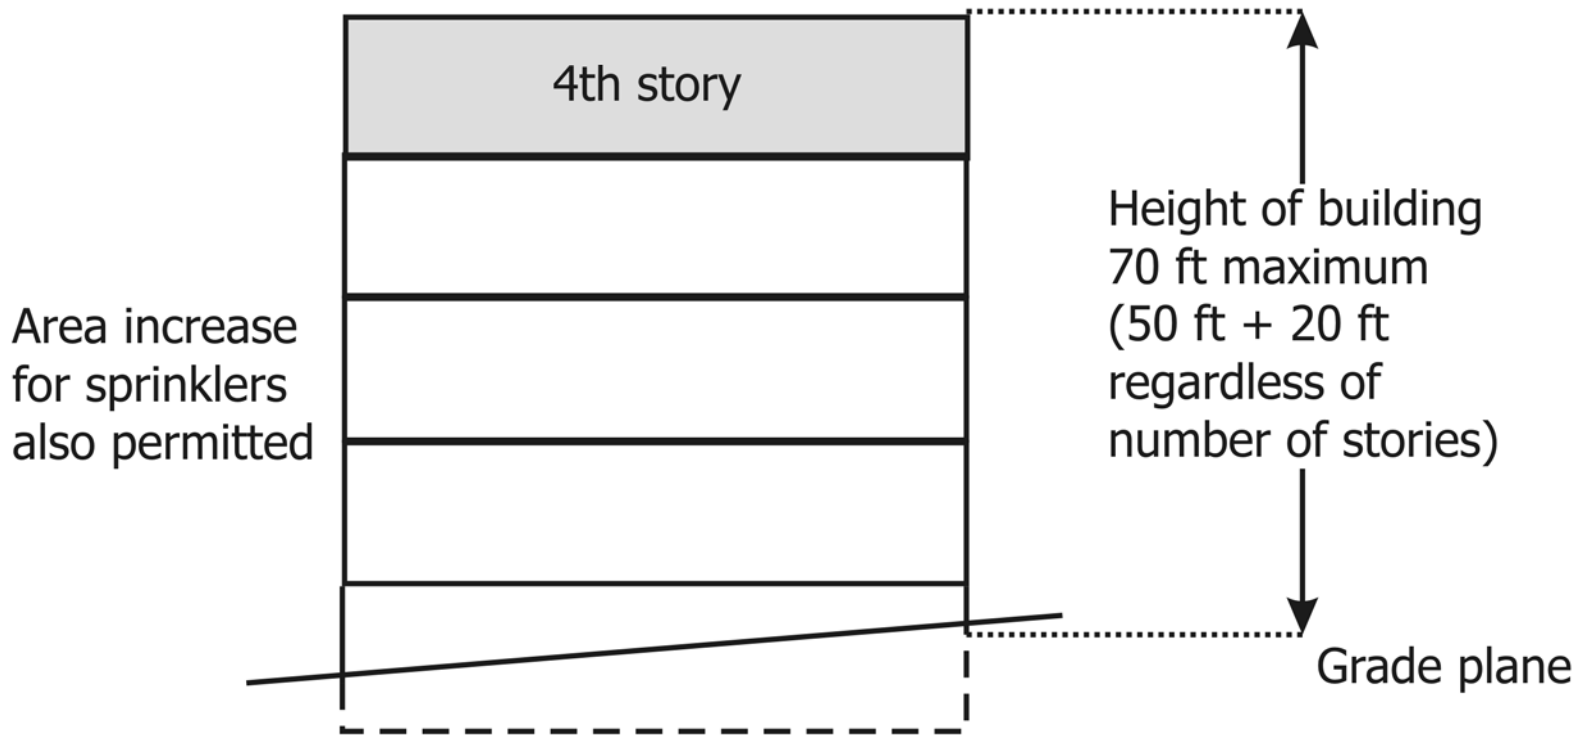 4th story
Area increase
for sprinklers
also permitted
Height of building
70 ft maximum
(50 ft + 20 ft
regardless of
number of stories)
Grade plane